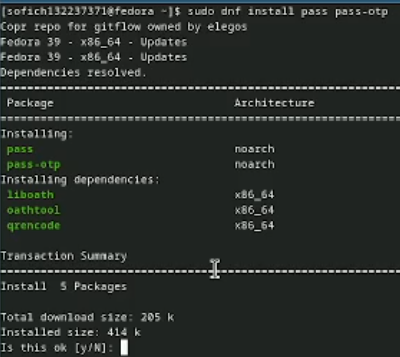 [sofich132237371@fedora ~]$ sudo dnf install pass pass-otp
Copr repo for gitflow owned by elegos
Fedora 39 - x86_64 - Updates
Fedora 39 - x86_64 - Updates
Dependencies resolved.
Package Architecture
Installing:
pass noarch
pass-otp noarch
Installing dependencies:
liboath x86_64
oathtool x86_64
qrencode x86_64
Transaction Summary
Install 5 Packages
Total download size: 205 k
Installed size: 414 k
Is this ok [y/N]: